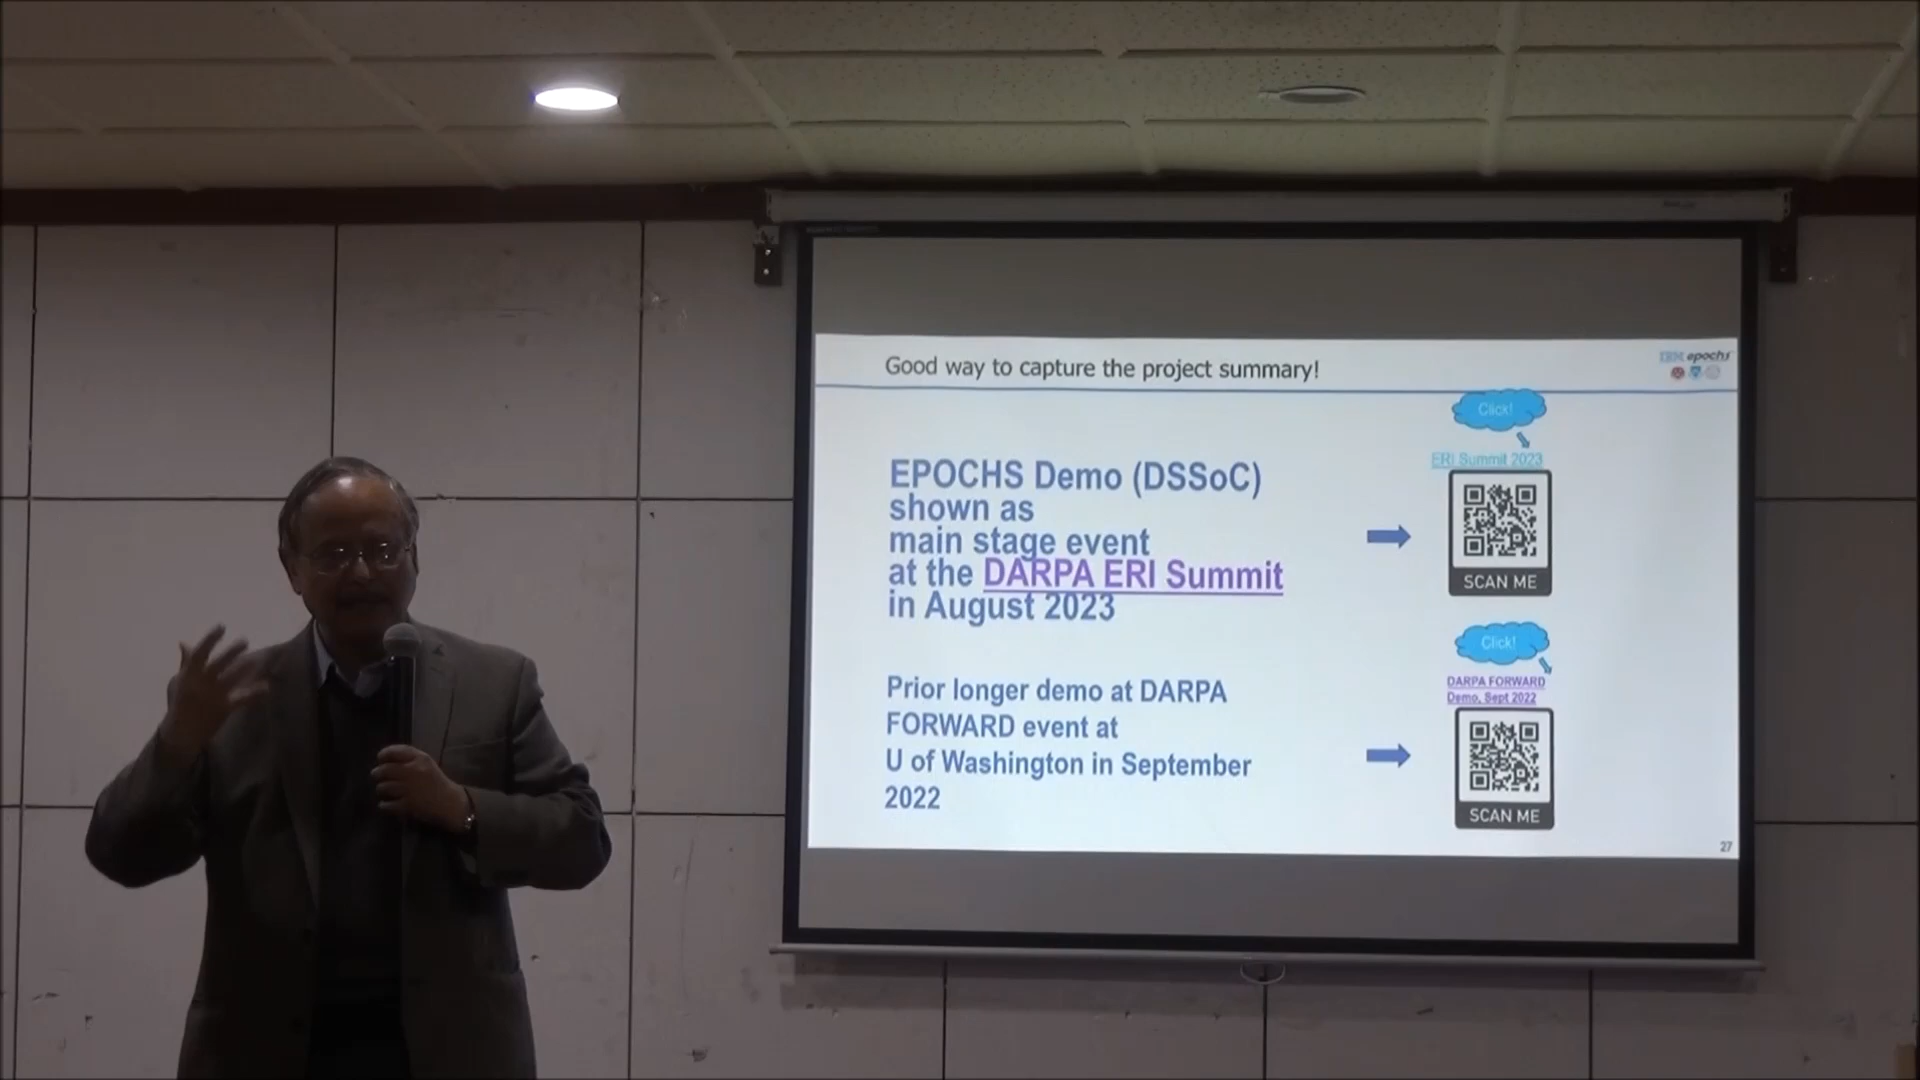 Good way to capture the project summary!
IBM epochs
Click!
ERI Summit 2023
EPOCHS Demo (DSSoC)
shown as
main stage event
at the DARPA ERI Summit
in August 2023
SCAN ME
Click!
DARPA FORWARD
Demo, Sept 2022
Prior longer demo at DARPA
FORWARD event at
U of Washington in September
2022
SCAN ME
27